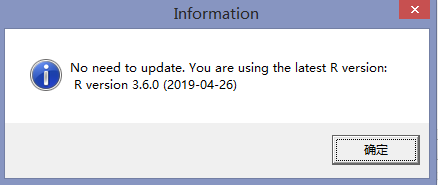 Information
No need to update. You are using the latest R version:
R version 3.6.0 (2019-04-26)
确定